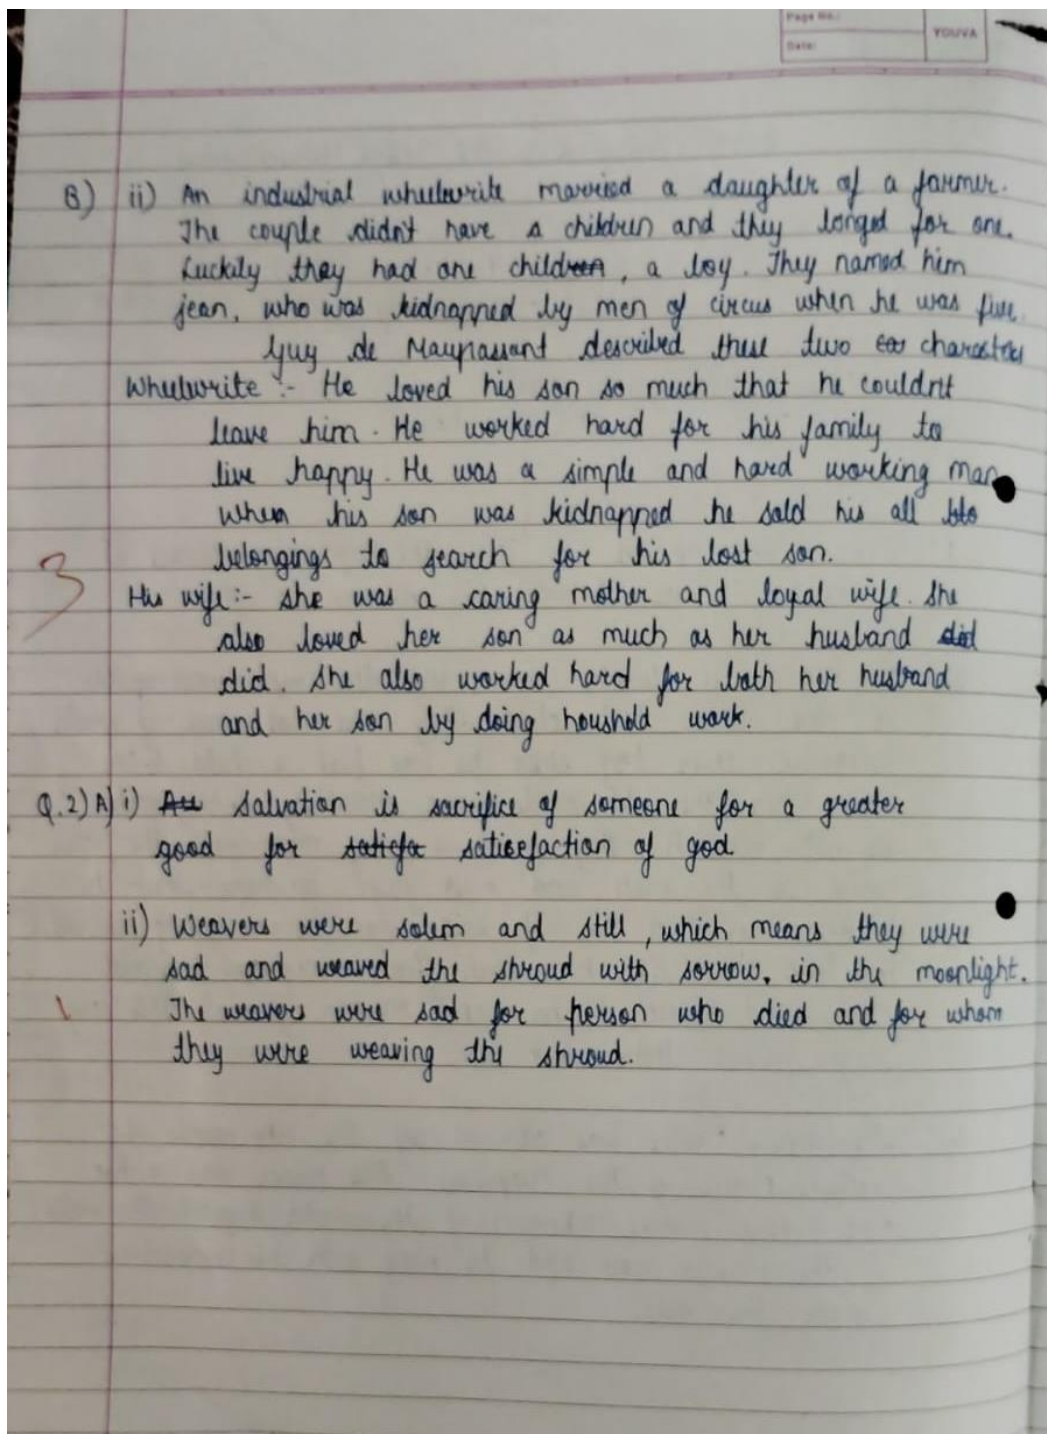 Page No.:
Date:
YOUVA
B) ii) An industrial wheelwrite married a daughter of a farmer.
The couple didn't have a children and they longed for one.
Luckily they had one children, a boy. They named him
jean, who was kidnapped by men of circus when he was five.
Guy de Maupassant described these two cas characters
Wheelwrite :- He loved his son so much that he couldn't
leave him. He worked hard for his family to
live happy. He was a simple and hard working man
when his son was kidnapped he sold his all blo
belongings to search for his lost son.
3
His wife :- she was a caring mother and loyal wife. She
also loved her son as much as her husband did
did. She also worked hard for both her husband
and her son by doing houshold work.
Q.2) A) i) All Salvation is sacrifice of someone for a greater
good for satisfa satisefaction of god
ii) Weavers were solem and still, which means they were
sad and weaved the shroud with sorrow, in the moonlight.
1
The weavers were sad for person who died and for whom
they were weaving the shroud.